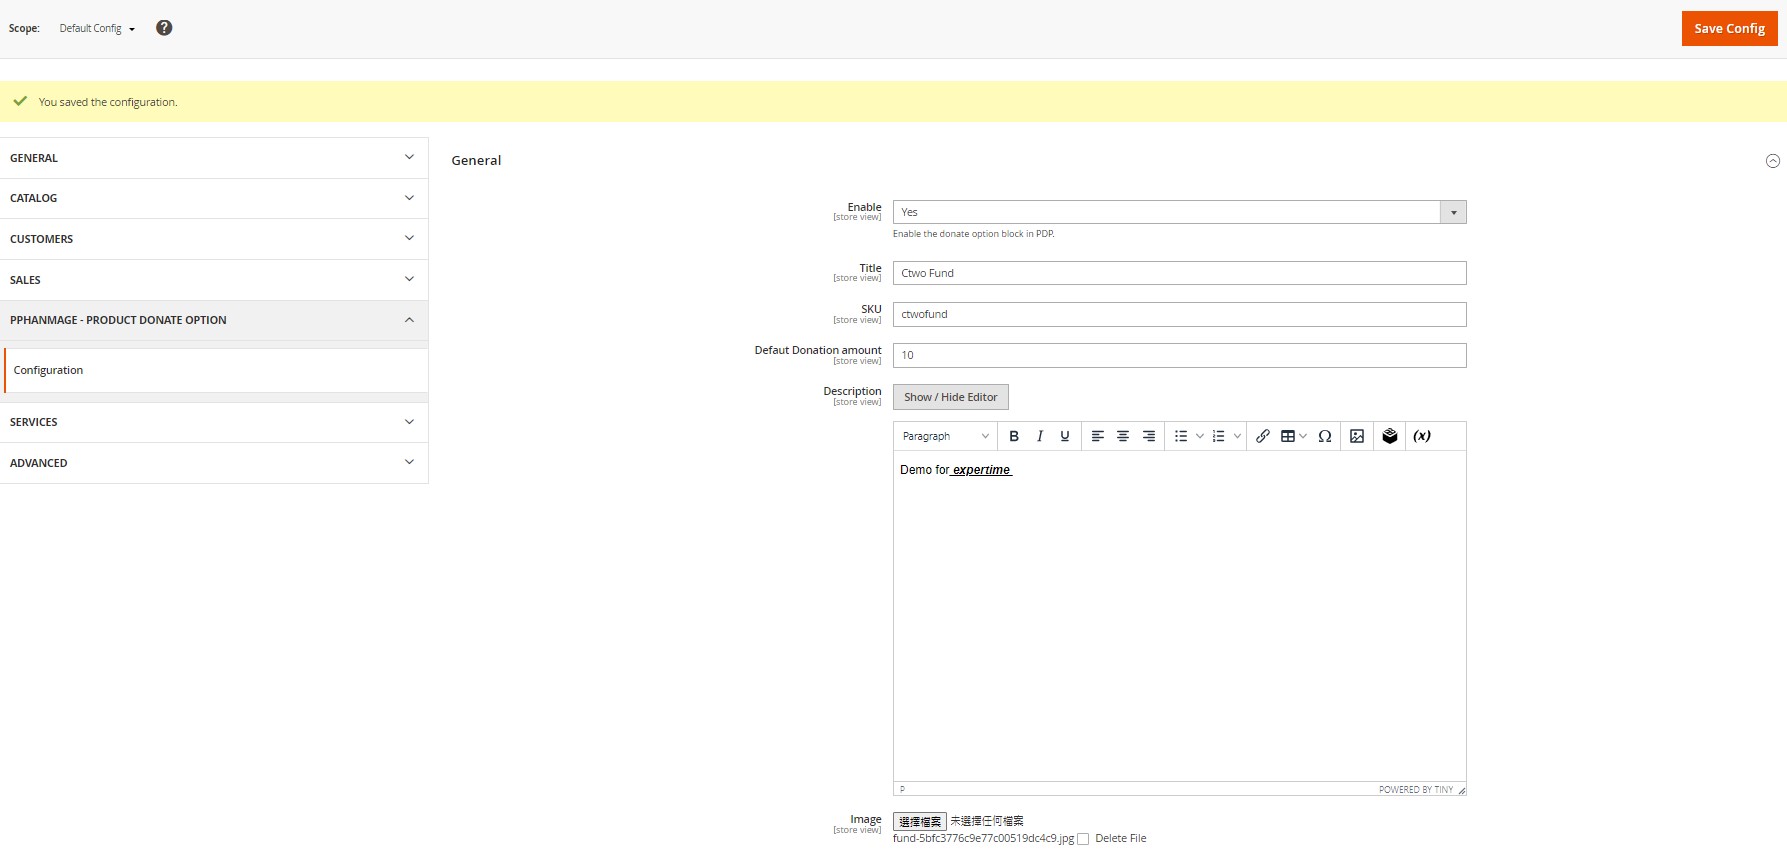 Scope: Default Config ?
Save Config
You saved the configuration.
GENERAL
CATALOG
CUSTOMERS
SALES
PPHANMAGE - PRODUCT DONATE OPTION
Configuration
SERVICES
ADVANCED
General
Enable
[store view]
Yes
Enable the donate option block in PDP.
Title
[store view]
Ctwo Fund
SKU
[store view]
ctwofund
Defaut Donation amount
[store view]
10
Description
[store view]
Show / Hide Editor
Paragraph B I U Ω (x)
Demo for expertime
P POWERED BY TINY
Image
[store view]
選擇檔案 未選擇任何檔案
fund-5bfc3776c9e77c00519dc4c9.jpg Delete File